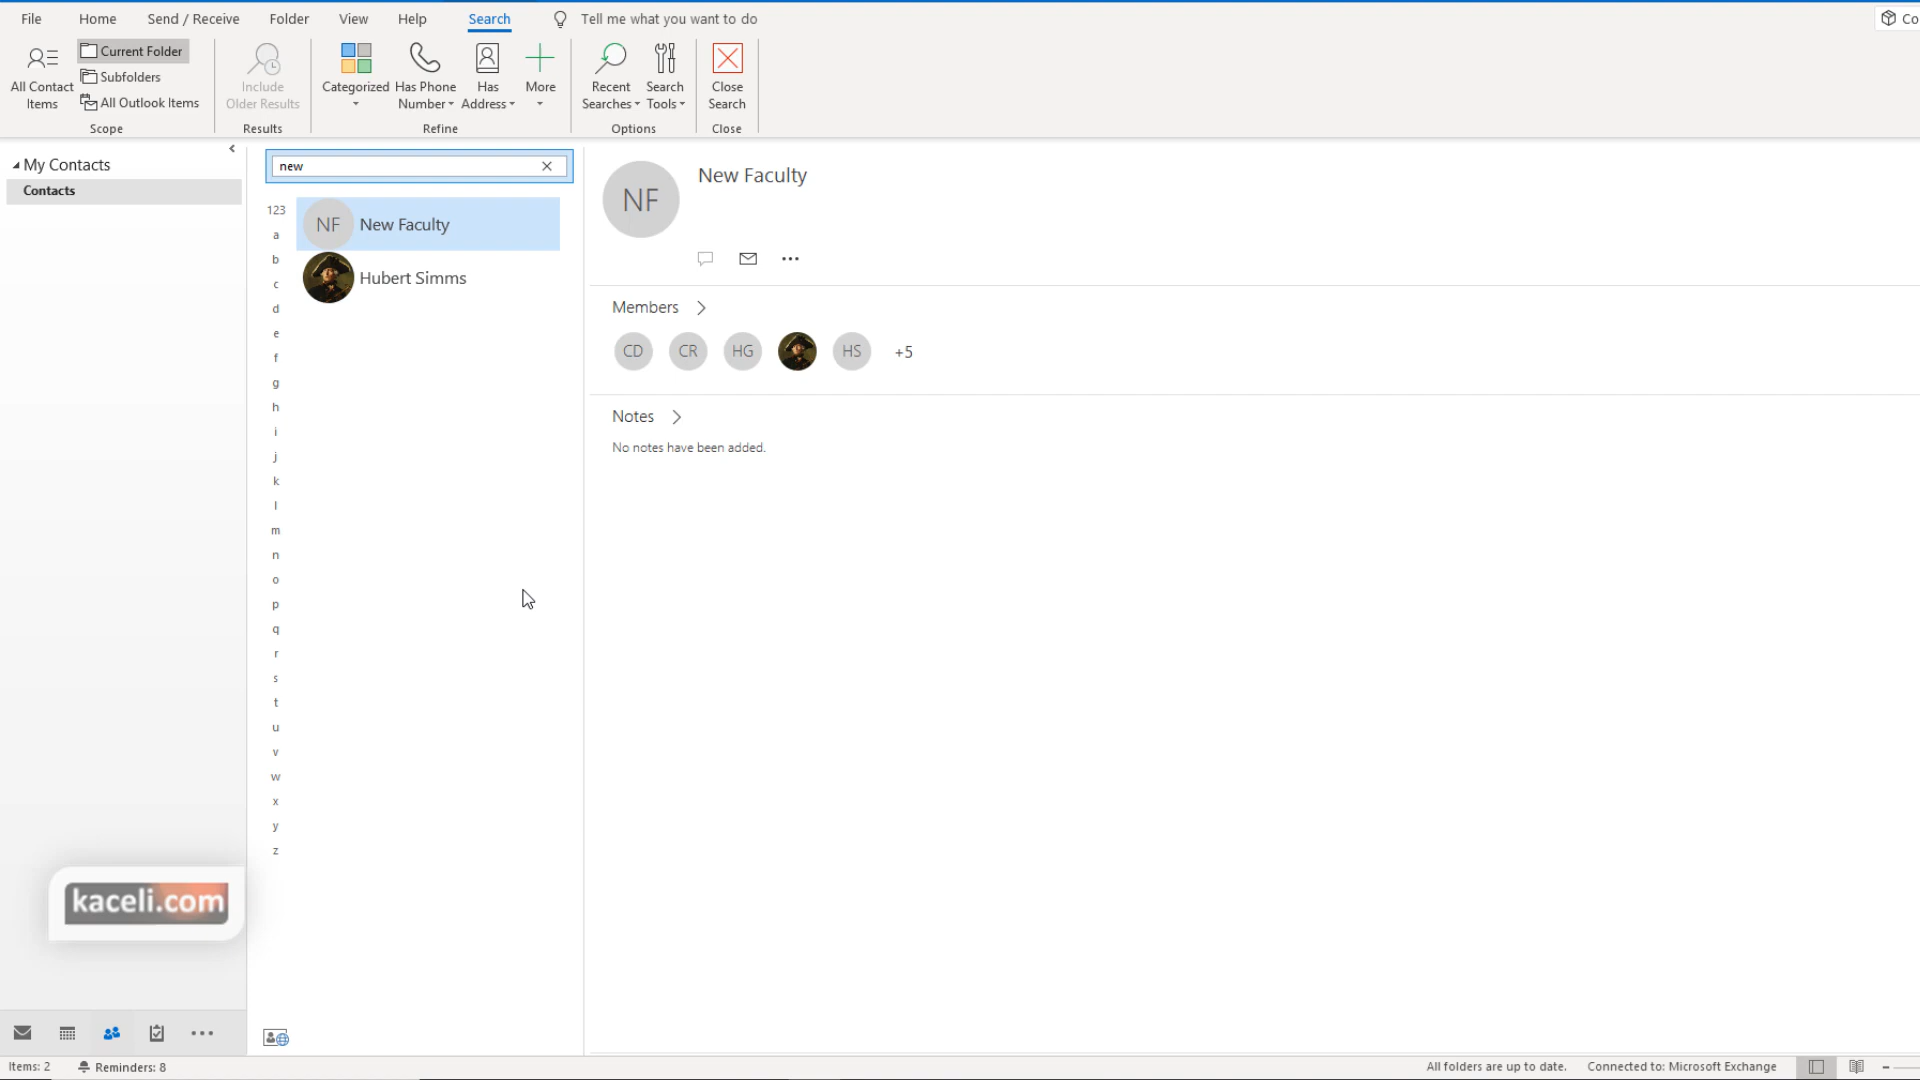 File Home Send / Receive Folder View Help Search Tell me what you want to do Co
All Contact Items
Current Folder
Subfolders
All Outlook Items
Scope
Include Older Results
Results
Categorized
Has Phone Number
Has Address
More
Refine
Recent Searches
Search Tools
Options
Close Search
Close
My Contacts
Contacts
new
123
a
b
c
d
e
f
g
h
i
j
k
l
m
n
o
p
q
r
s
t
u
v
w
x
y
z
NF New Faculty
Hubert Simms
NF New Faculty
Members
CD CR HG HS +5
Notes
No notes have been added.
kaceli.com
Items: 2 Reminders: 8 All folders are up to date. Connected to: Microsoft Exchange